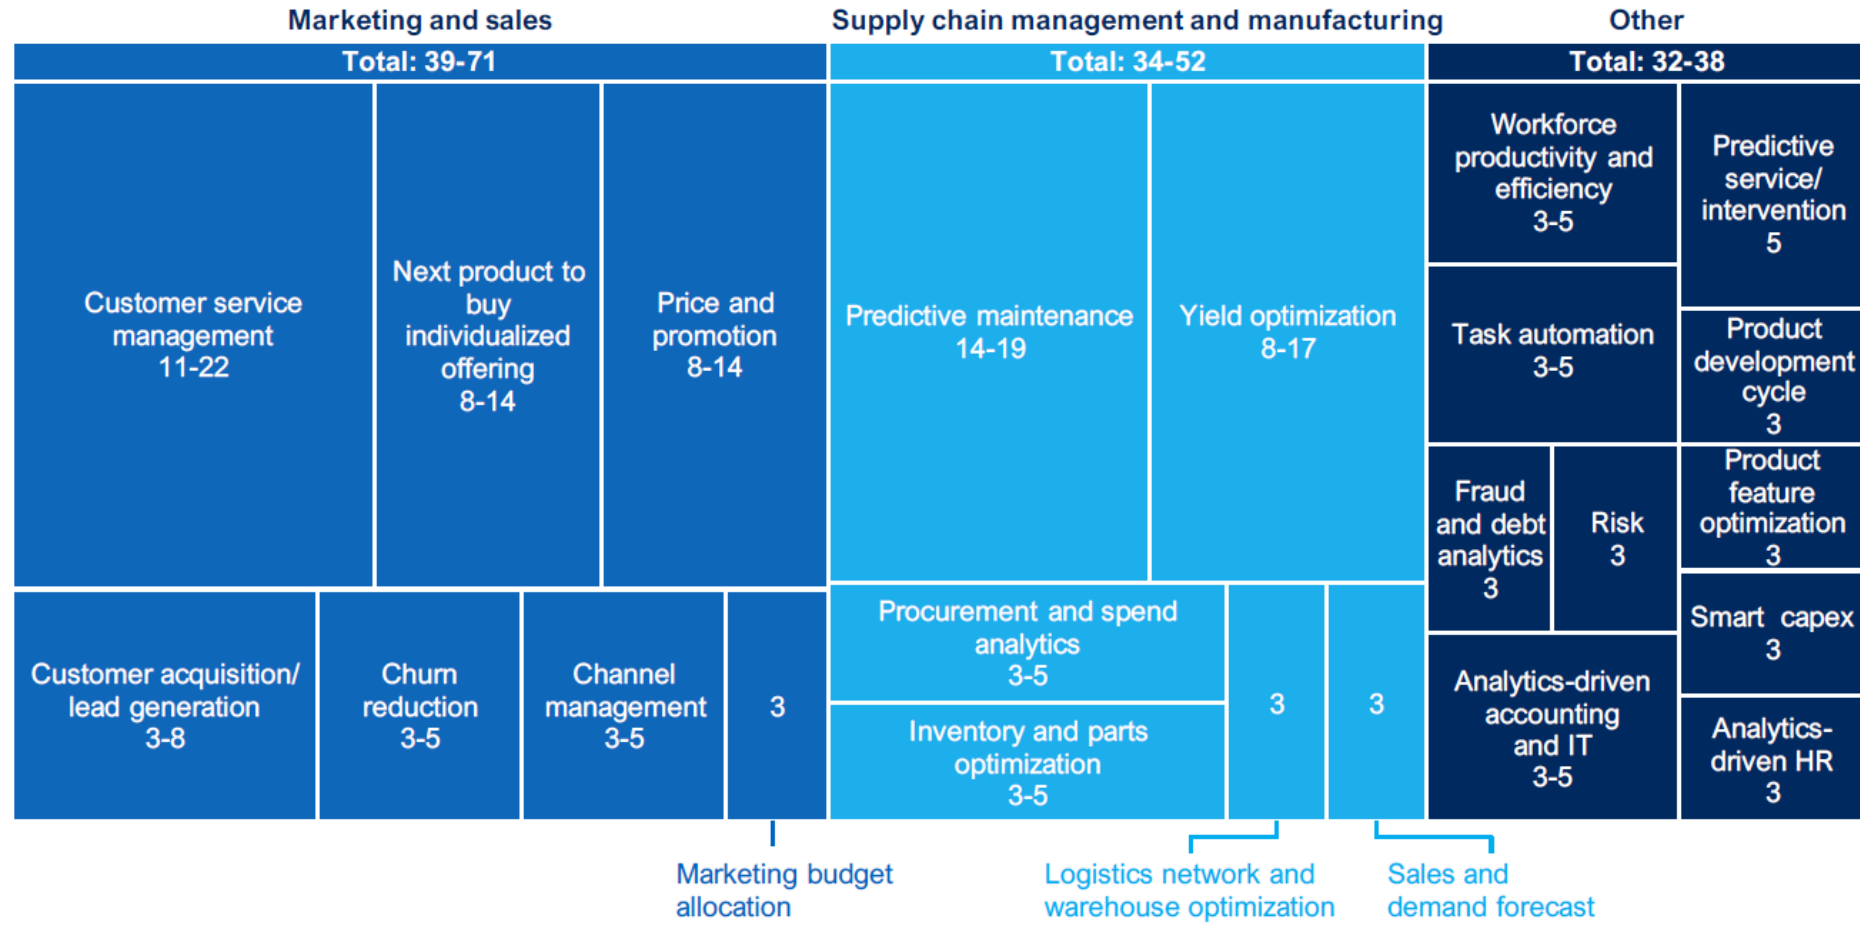 Marketing and sales
Total: 39-71
Customer service
management
11-22
Next product to
buy
individualized
offering
8-14
Price and
promotion
8-14
Customer acquisition/
lead generation
3-8
Churn
reduction
3-5
Channel
management
3-5
3
Marketing budget
allocation
Supply chain management and manufacturing
Total: 34-52
Predictive maintenance
14-19
Yield optimization
8-17
Procurement and spend
analytics
3-5
Inventory and parts
optimization
3-5
3
Logistics network and
warehouse optimization
3
Sales and
demand forecast
Other
Total: 32-38
Workforce
productivity and
efficiency
3-5
Predictive
service/
intervention
5
Task automation
3-5
Product
development
cycle
3
Fraud
and debt
analytics
3
Risk
3
Product
feature
optimization
3
Smart capex
3
Analytics-driven
accounting
and IT
3-5
Analytics-
driven HR
3